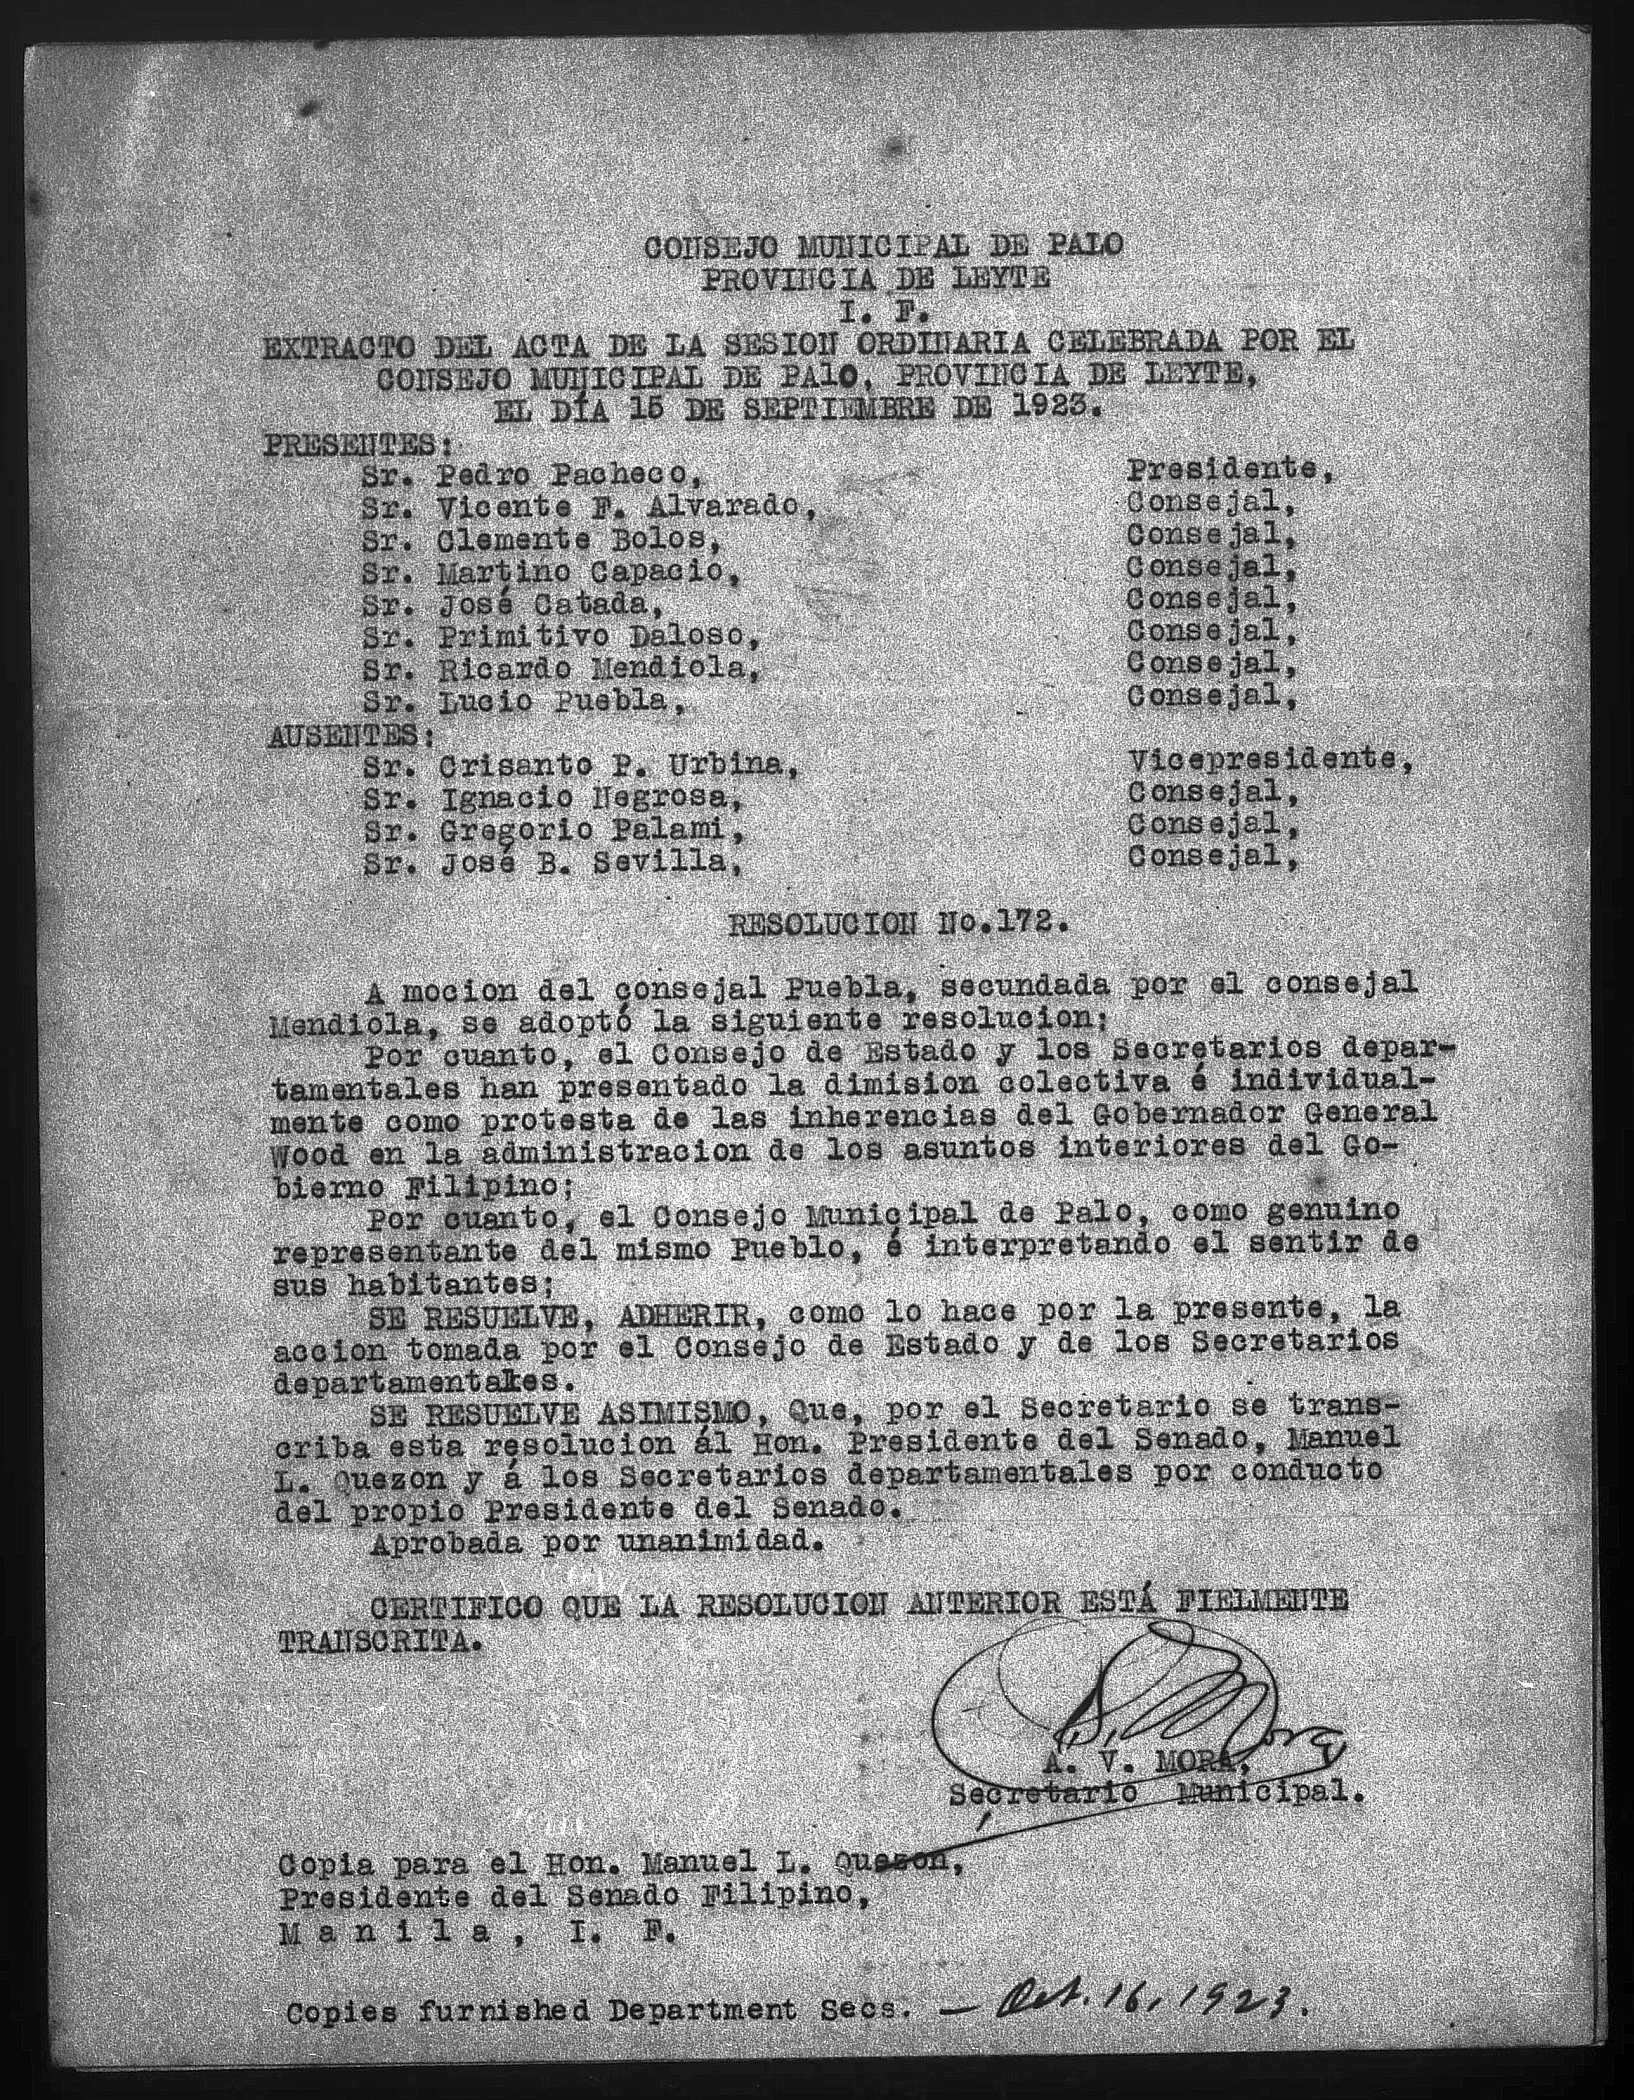 CONSEJO MUNICIPAL DE PALO
PROVINCIA DE LEYTE
I. F.
EXTRACTO DEL ACTA DE LA SESION ORDINARIA CELEBRADA POR EL
CONSEJO MUNICIPAL DE PAlO, PROVINCIA DE LEYTE,
EL DÍA 15 DE SEPTIEMBRE DE 1923.
PRESENTES:
Sr. Pedro Pacheco, Presidente,
Sr. Vicente F. Alvarado, Consejal,
Sr. Clemente Bolos, Consejal,
Sr. Martino Capacio, Consejal,
Sr. José Catada, Consejal,
Sr. Primitivo Daloso, Consejal,
Sr. Ricardo Mendiola, Consejal,
Sr. Lucio Puebla, Consejal,
AUSENTES:
Sr. Crisanto P. Urbina, Vicepresidente,
Sr. Ignacio Negrosa, Consejal,
Sr. Gregorio Palami, Consejal,
Sr. José B. Sevilla, Consejal,
RESOLUCION No.172.
A mocion del consejal Puebla, secundada por el consejal
Mendiola, se adoptó la siguiente resolucion:
Por cuanto, el Consejo de Estado y los Secretarios depar-
tamentales han presentado la dimision colectiva é individual-
mente como protesta de las inherencias del Gobernador General
Wood en la administracion de los asuntos interiores del Go-
bierno Filipino;
Por cuanto, el Consejo Municipal de Palo, como genuino
representante del mismo Pueblo, é interpretando el sentir de
sus habitantes;
SE RESUELVE, ADHERIR, como lo hace por la presente, la
accion tomada por el Consejo de Estado y de los Secretarios
departamentales.
SE RESUELVE ASIMISMO, Que, por el Secretario se trans-
criba esta resolucion ál Hon. Presidente del Senado, Manuel
L. Quezon y á los Secretarios departamentales por conducto
del propio Presidente del Senado.
Aprobada por unanimidad.
CERTIFICO QUE LA RESOLUCION ANTERIOR ESTÁ FIELMENTE
TRANSCRITA.
A. V. MORA,
Secretario Municipal.
Copia para el Hon. Manuel L. Quezon,
Presidente del Senado Filipino,
M a n i l a , I. F.
Copies furnished Department Secs. — Oct. 16, 1923.